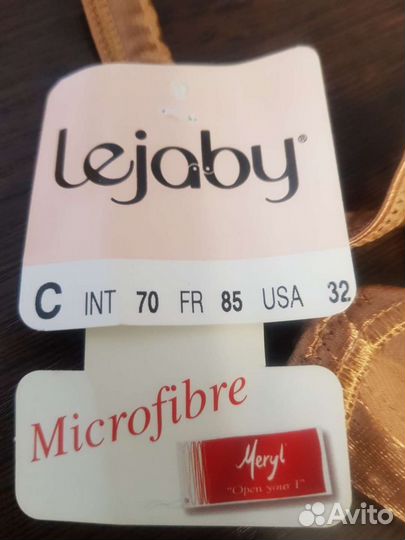 Lejaby®
C INT 70 FR 85 USA 32
Microfibre
Meryl
"Open your I"
Avito